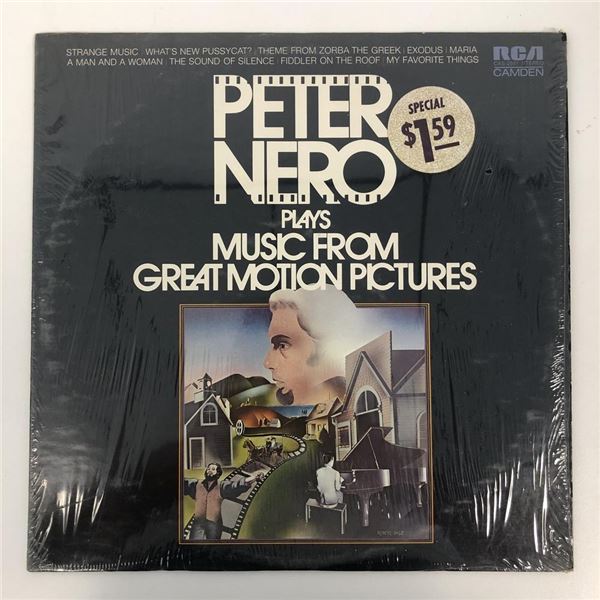 STRANGE MUSIC | WHAT'S NEW PUSSYCAT? | THEME FROM ZORBA THE GREEK | EXODUS | MARIA
A MAN AND A WOMAN | THE SOUND OF SILENCE | FIDDLER ON THE ROOF | MY FAVORITE THINGS
RCA
STEREO
CAMDEN
PETER
NERO
SPECIAL
$1.59
PLAYS
MUSIC FROM
GREAT MOTION PICTURES